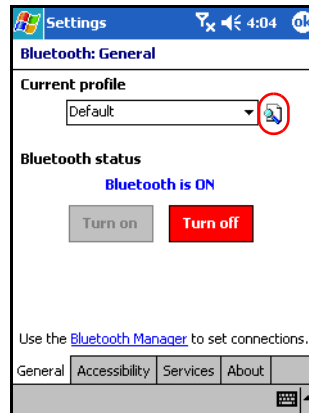 Settings 4:04 ok
Bluetooth: General
Current profile
Default
Bluetooth status
Bluetooth is ON
Turn on Turn off
Use the Bluetooth Manager to set connections.
General Accessibility Services About